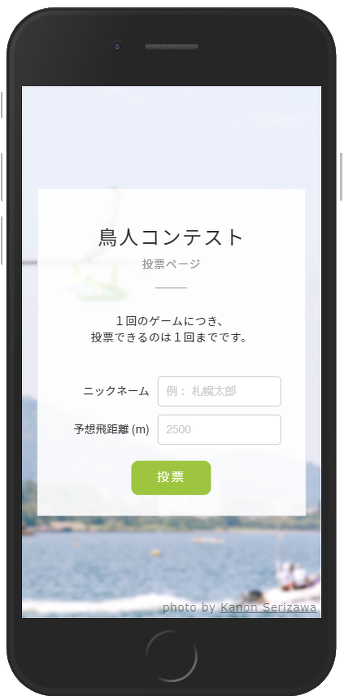 鳥人コンテスト
投票ページ
１回のゲームにつき、
投票できるのは１回までです。
ニックネーム 例： 札幌太郎
予想飛距離 (m) 2500
投票
photo by Kanon Serizawa